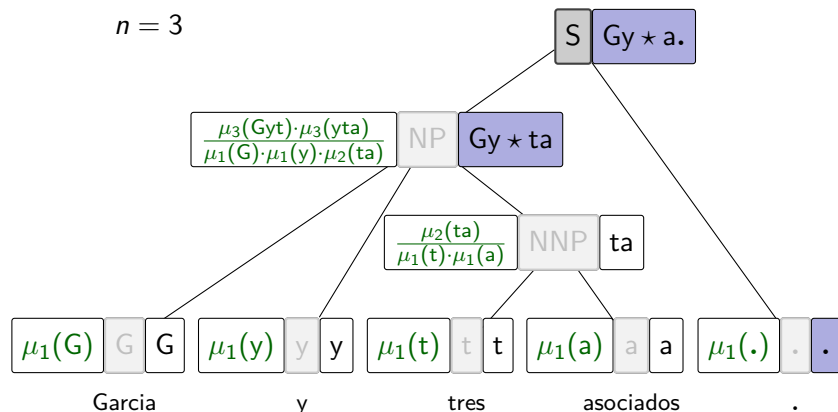 n = 3
S Gy ⋆ a.
μ₃(Gyt)·μ₃(yta)
μ₁(G)·μ₁(y)·μ₂(ta)
NP Gy ⋆ ta
μ₂(ta)
μ₁(t)·μ₁(a)
NNP ta
μ₁(G) G G μ₁(y) y y μ₁(t) t t μ₁(a) a a μ₁(.) . .
Garcia y tres asociados .